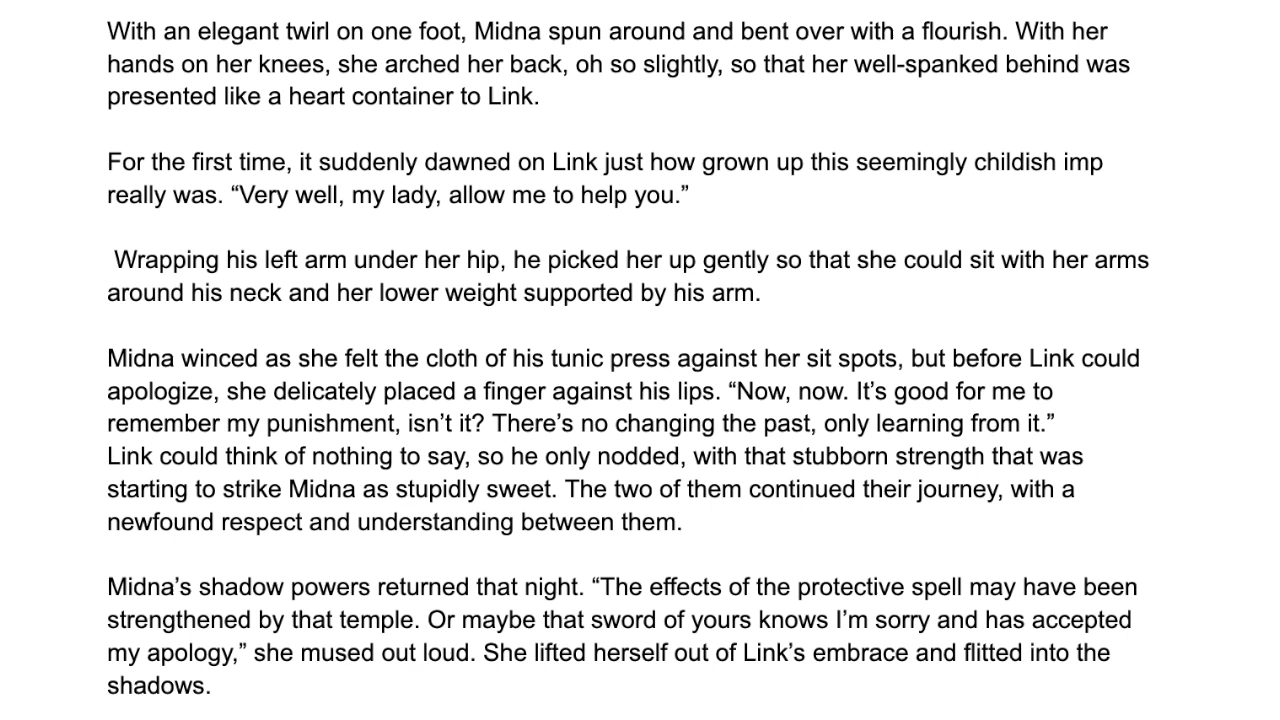 With an elegant twirl on one foot, Midna spun around and bent over with a flourish. With her
hands on her knees, she arched her back, oh so slightly, so that her well-spanked behind was
presented like a heart container to Link.
For the first time, it suddenly dawned on Link just how grown up this seemingly childish imp
really was. “Very well, my lady, allow me to help you.”
Wrapping his left arm under her hip, he picked her up gently so that she could sit with her arms
around his neck and her lower weight supported by his arm.
Midna winced as she felt the cloth of his tunic press against her sit spots, but before Link could
apologize, she delicately placed a finger against his lips. “Now, now. It’s good for me to
remember my punishment, isn’t it? There’s no changing the past, only learning from it.”
Link could think of nothing to say, so he only nodded, with that stubborn strength that was
starting to strike Midna as stupidly sweet. The two of them continued their journey, with a
newfound respect and understanding between them.
Midna’s shadow powers returned that night. “The effects of the protective spell may have been
strengthened by that temple. Or maybe that sword of yours knows I’m sorry and has accepted
my apology,” she mused out loud. She lifted herself out of Link’s embrace and flitted into the
shadows.